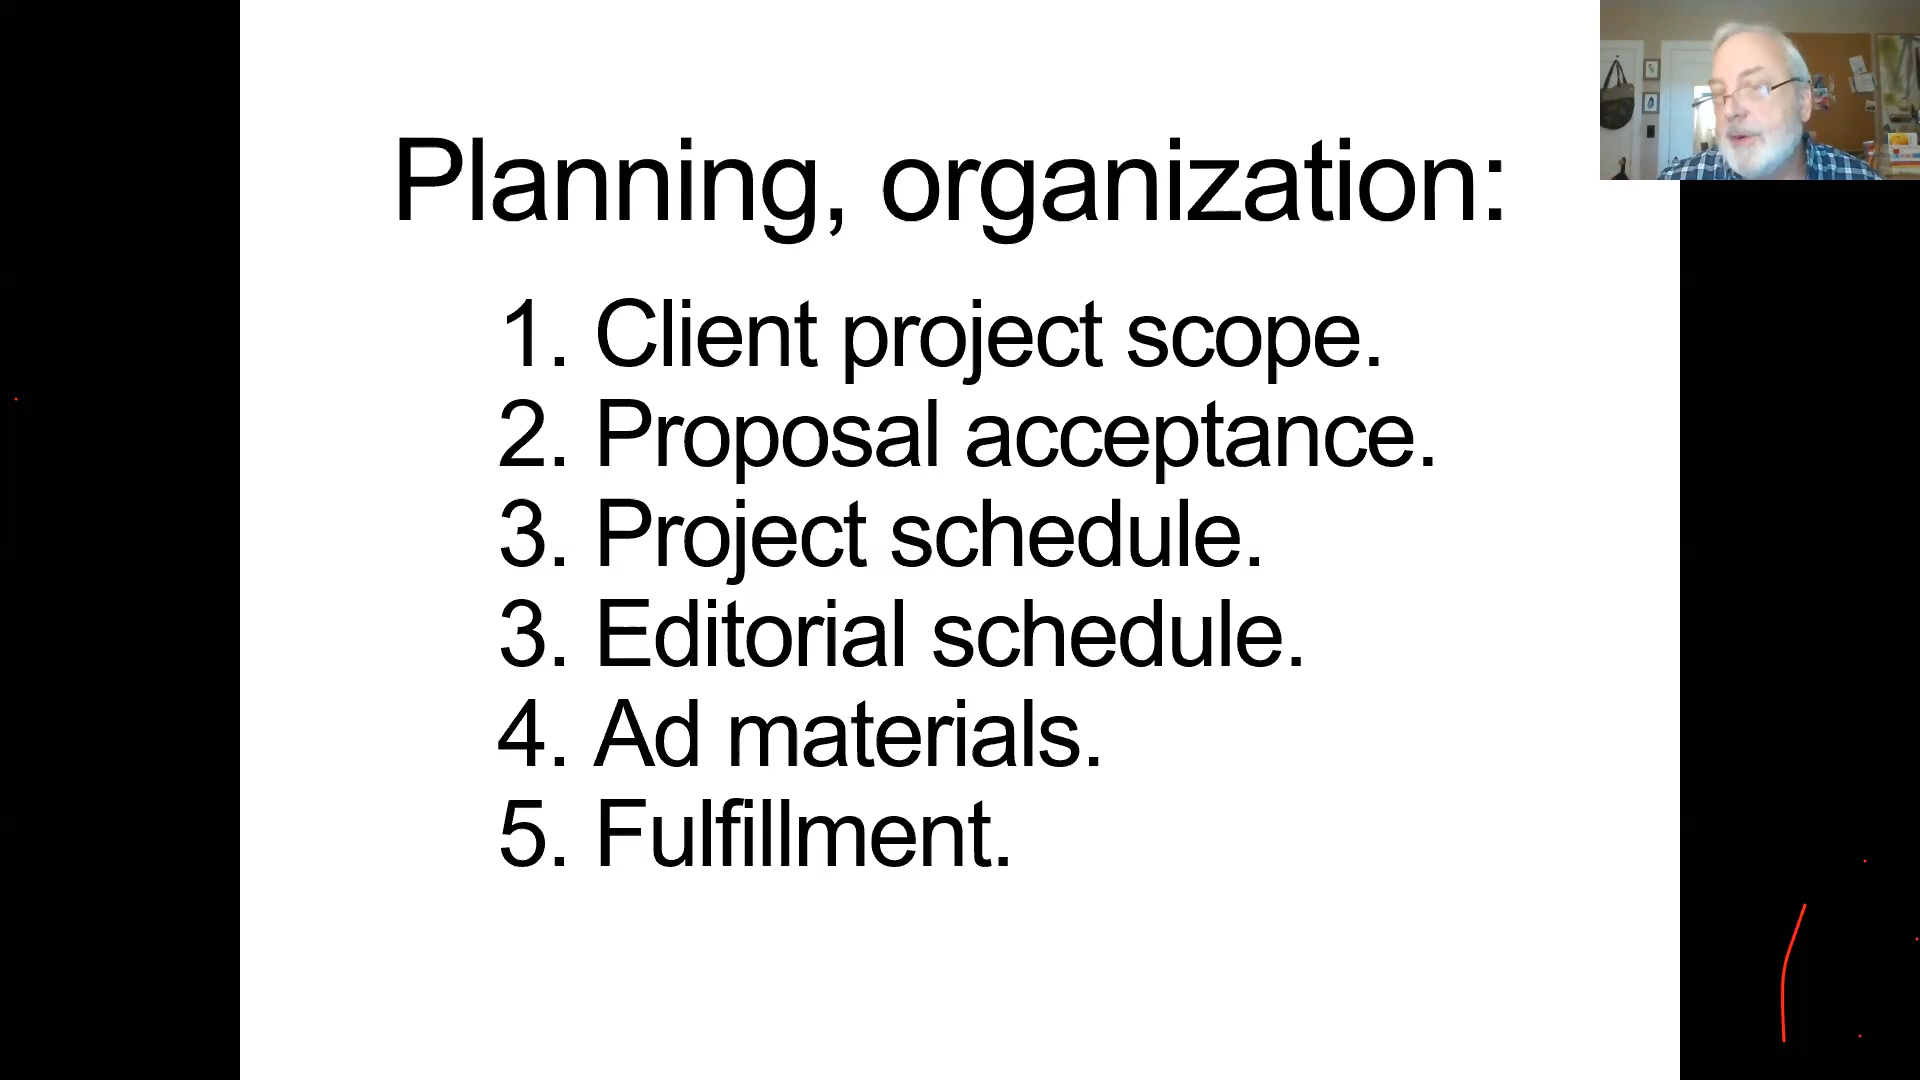 Planning, organization:
1. Client project scope.
2. Proposal acceptance.
3. Project schedule.
3. Editorial schedule.
4. Ad materials.
5. Fulfillment.